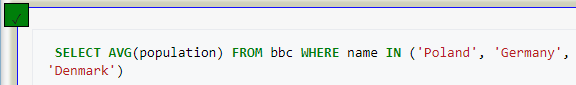 SELECT AVG(population) FROM bbc WHERE name IN ('Poland', 'Germany',
'Denmark')